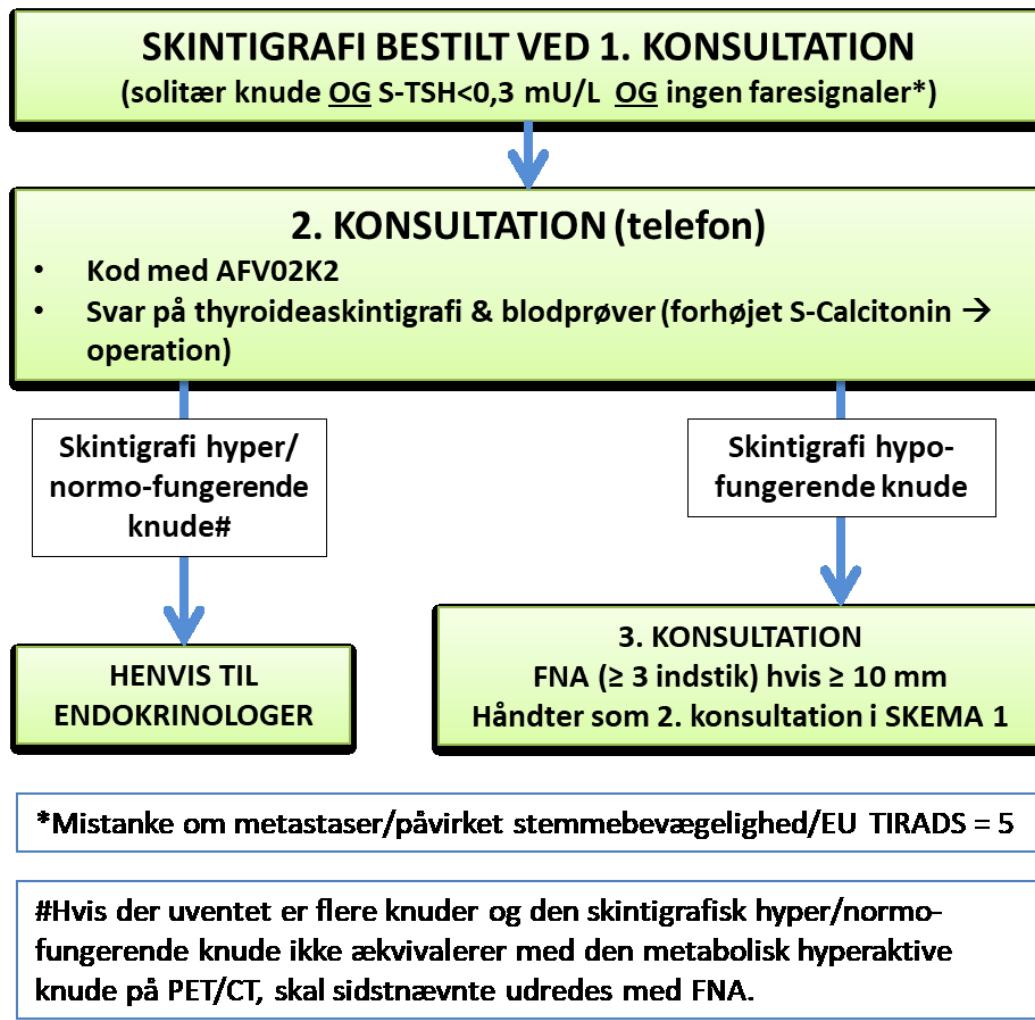 SKINTIGRAFI BESTILT VED 1. KONSULTATION
(solitær knude OG S-TSH<0,3 mU/L OG ingen faresignaler*)
2. KONSULTATION (telefon)
• Kod med AFV02K2
• Svar på thyroideaskintigrafi & blodprøver (forhøjet S-Calcitonin →
operation)
Skintigrafi hyper/
normo-fungerende
knude#
Skintigrafi hypo-
fungerende knude
HENVIS TIL
ENDOKRINOLOGER
3. KONSULTATION
FNA (≥ 3 indstik) hvis ≥ 10 mm
Håndter som 2. konsultation i SKEMA 1
*Mistanke om metastaser/påvirket stemmebevægelighed/EU TIRADS = 5
#Hvis der uventet er flere knuder og den skintigrafisk hyper/normo-
fungerende knude ikke ækvivalerer med den metabolisk hyperaktive
knude på PET/CT, skal sidstnævnte udredes med FNA.